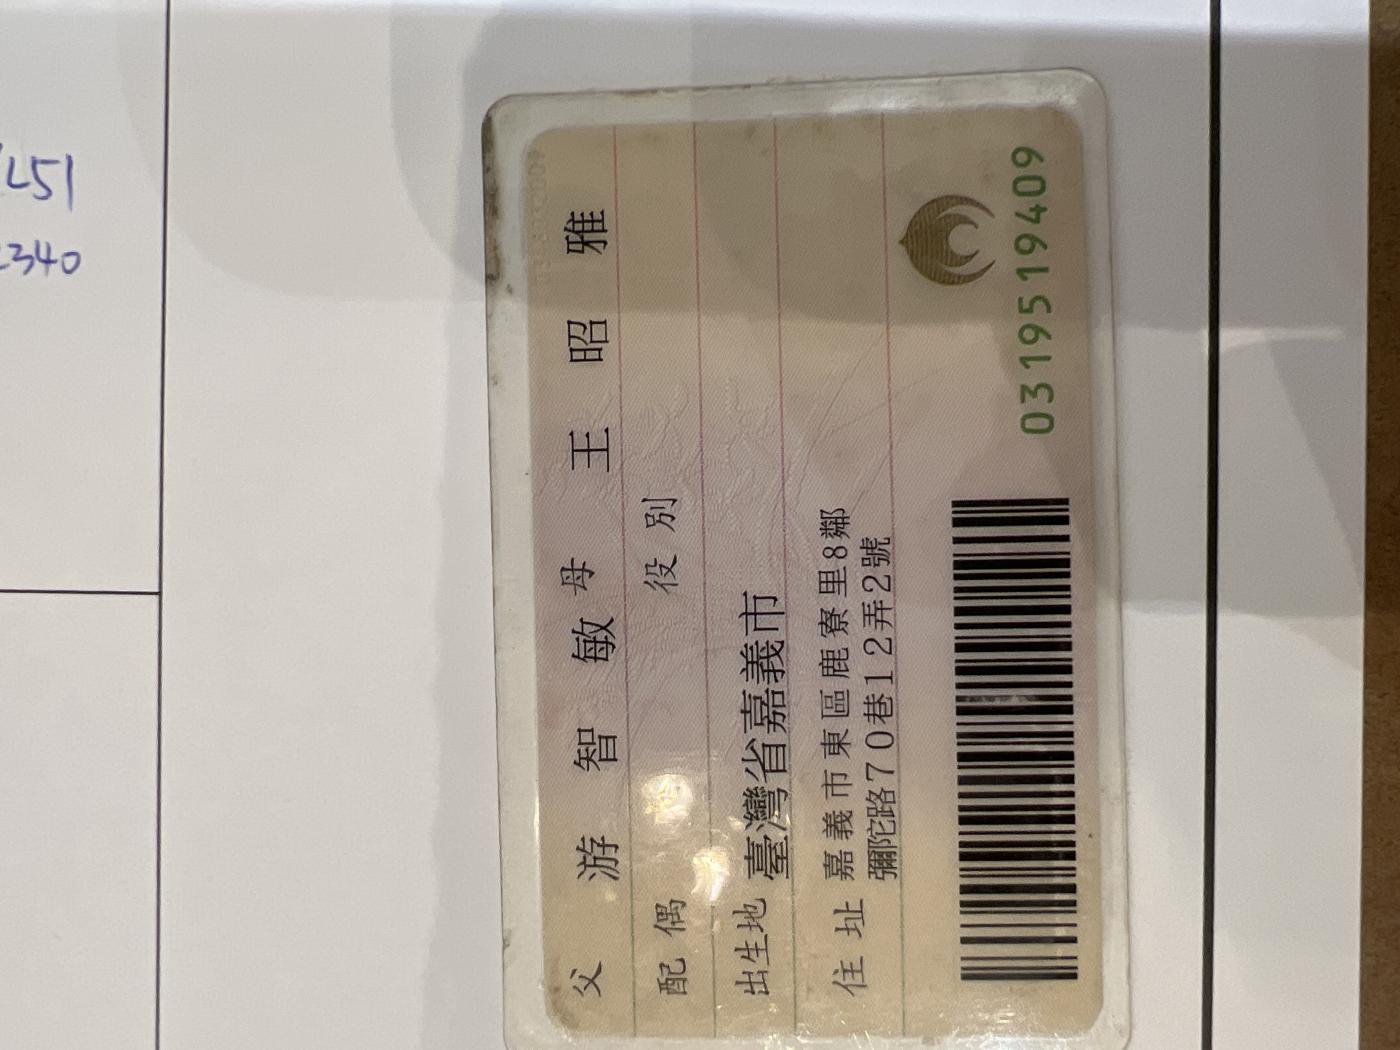 父 游智敏 母 王昭雅
配偶 役別
出生地 臺灣省嘉義市
住址 嘉義市東區鹿寮里8鄰
彌陀路70巷12弄2號
0319519409